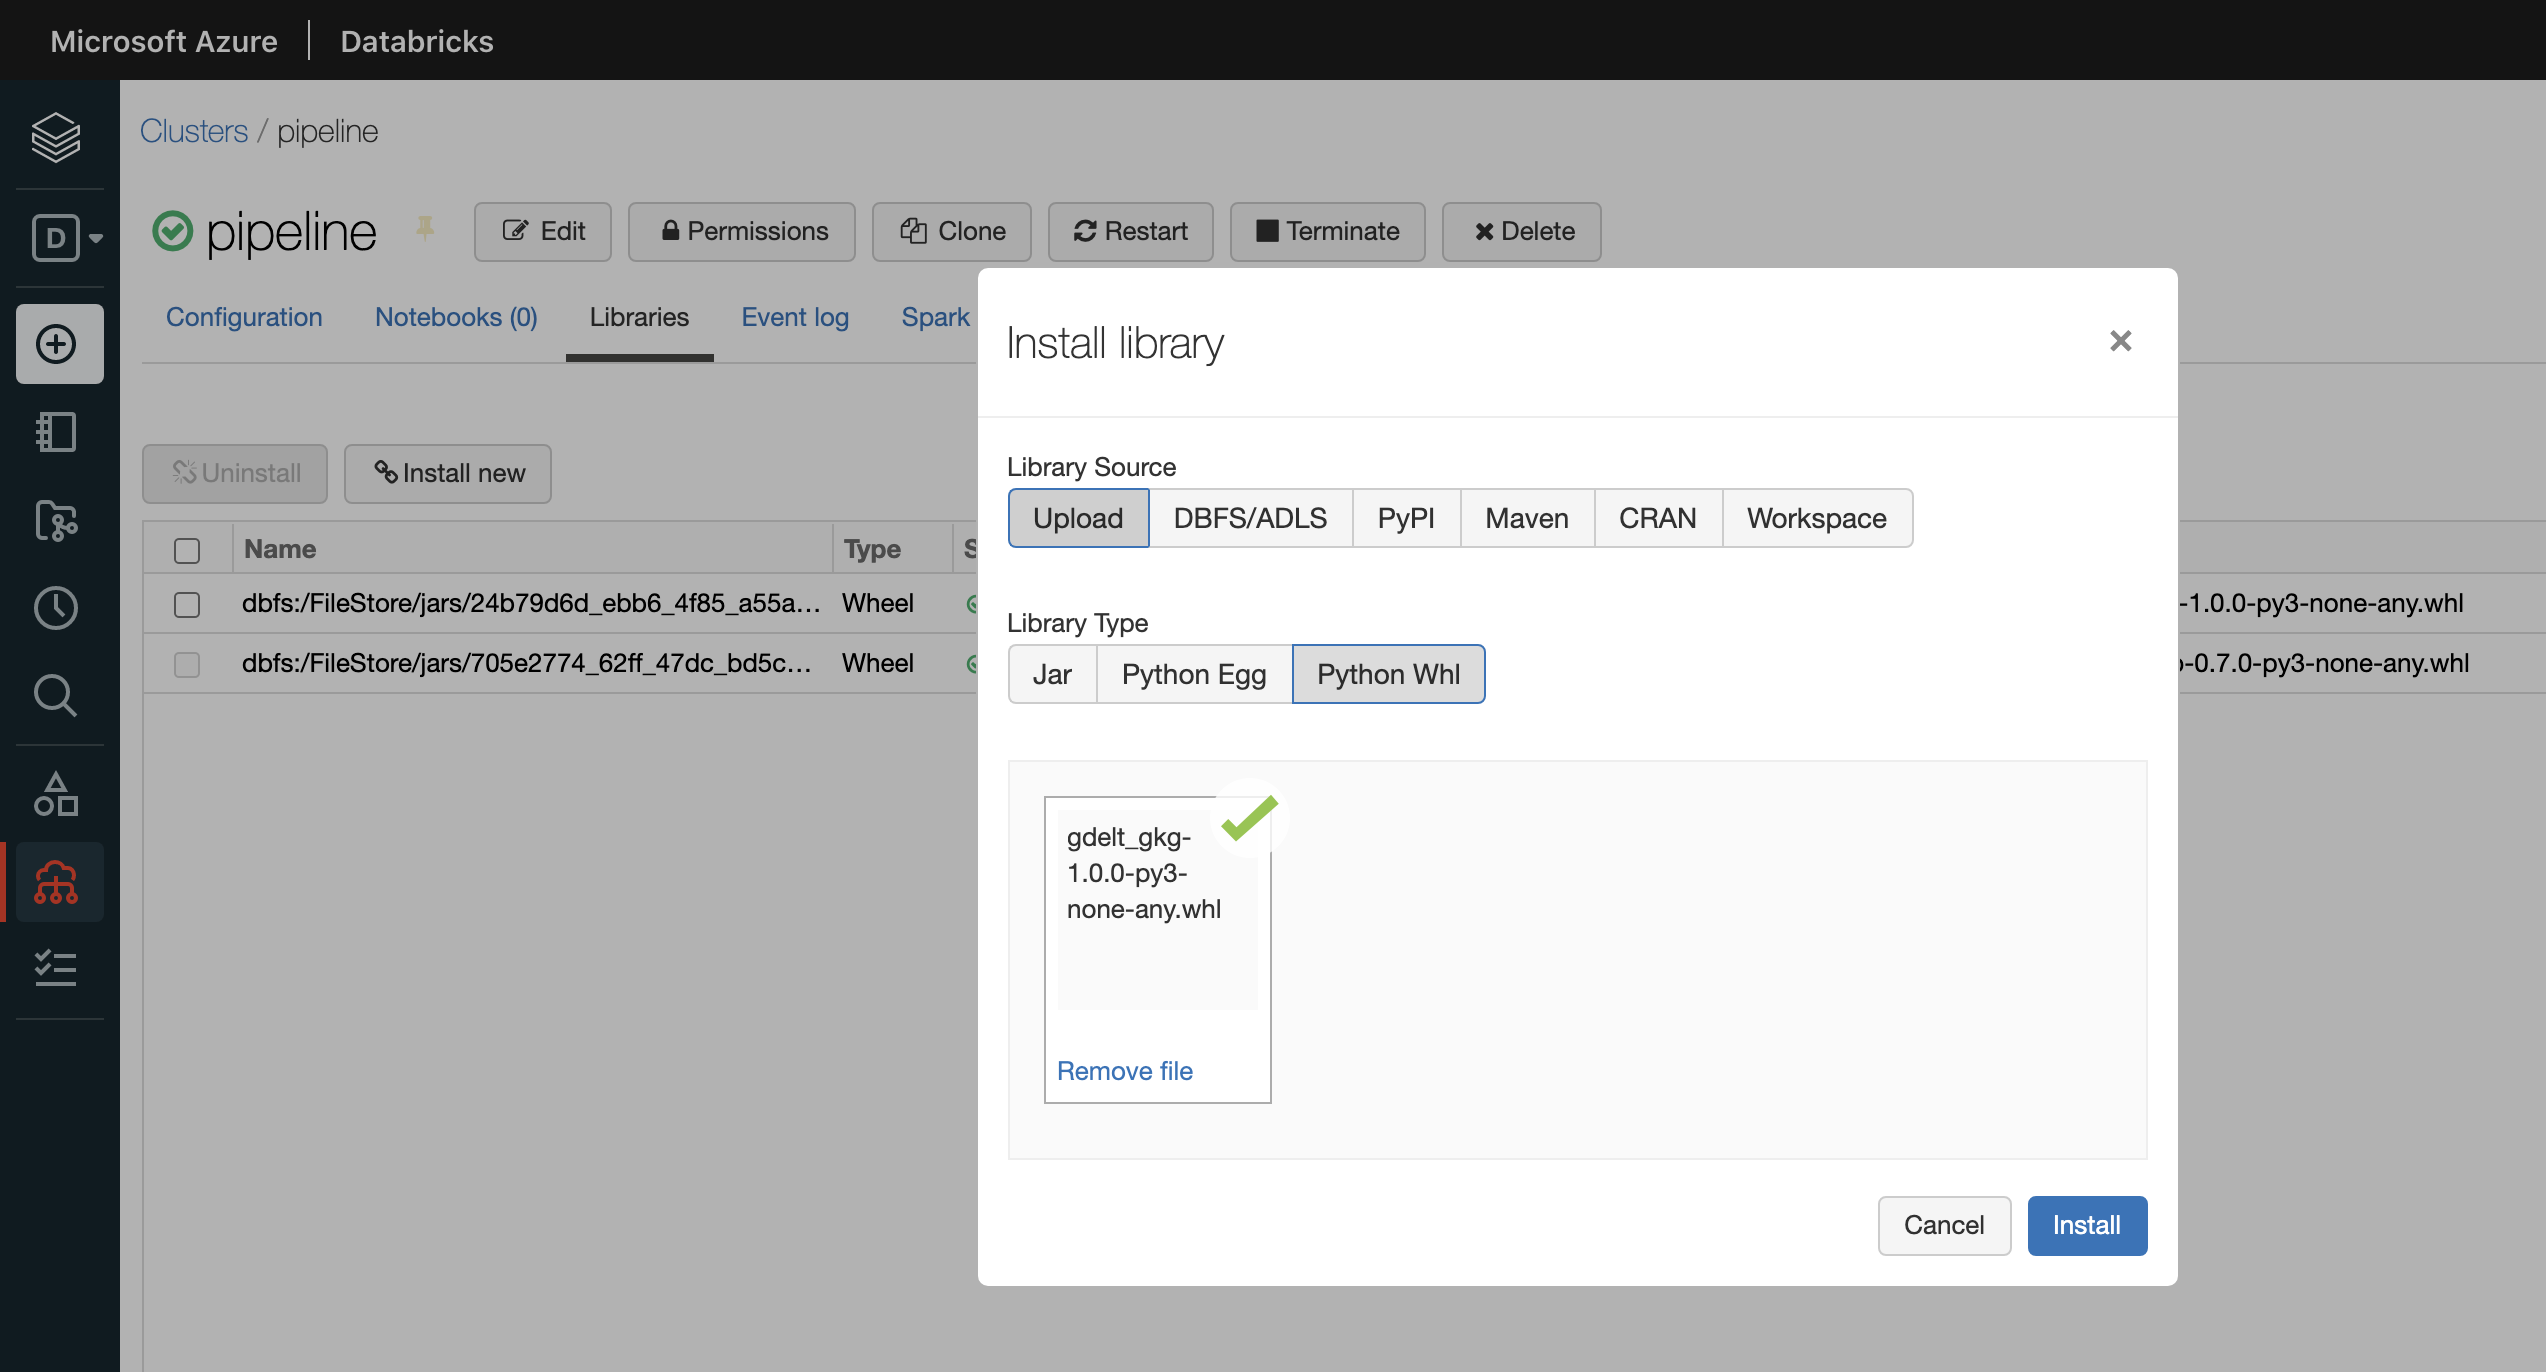 Microsoft Azure | Databricks
Clusters / pipeline
D
pipeline
Edit
Permissions
Clone
Restart
Terminate
Delete
Configuration
Notebooks (0)
Libraries
Event log
Spark
Uninstall
Install new
Name
Type
S
dbfs:/FileStore/jars/24b79d6d_ebb6_4f85_a55a... Wheel
-1.0.0-py3-none-any.whl
dbfs:/FileStore/jars/705e2774_62ff_47dc_bd5c... Wheel
-0.7.0-py3-none-any.whl
Install library
Library Source
Upload
DBFS/ADLS
PyPI
Maven
CRAN
Workspace
Library Type
Jar
Python Egg
Python Whl
gdelt_gkg-
1.0.0-py3-
none-any.whl
Remove file
Cancel
Install